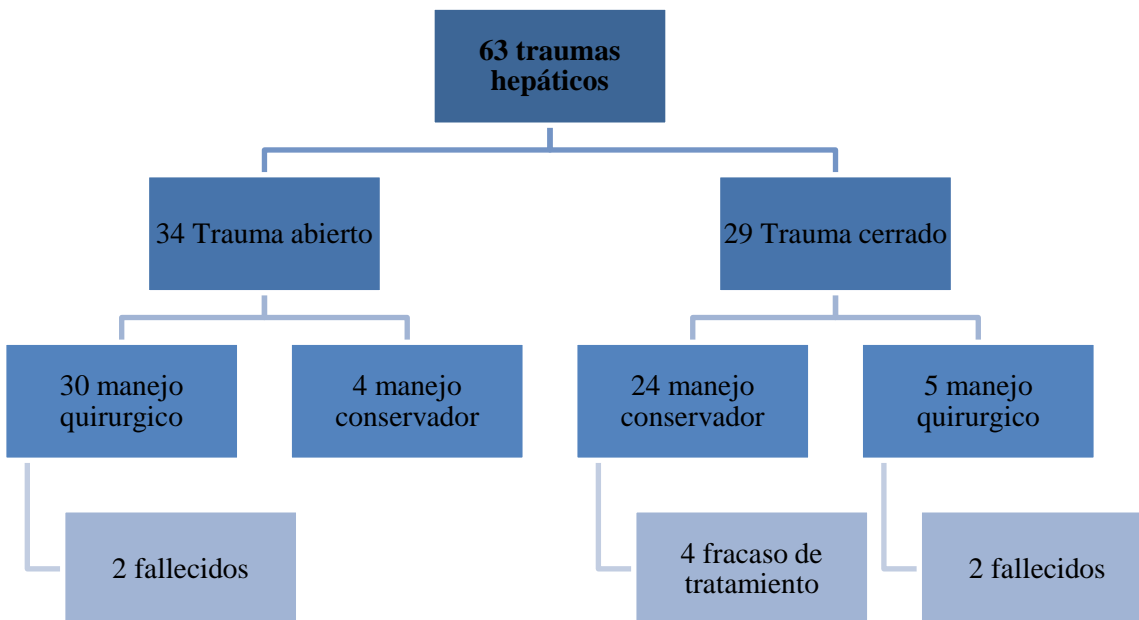 63 traumas
hepáticos
34 Trauma abierto
29 Trauma cerrado
30 manejo
quirurgico
4 manejo
conservador
24 manejo
conservador
5 manejo
quirurgico
2 fallecidos
4 fracaso de
tratamiento
2 fallecidos